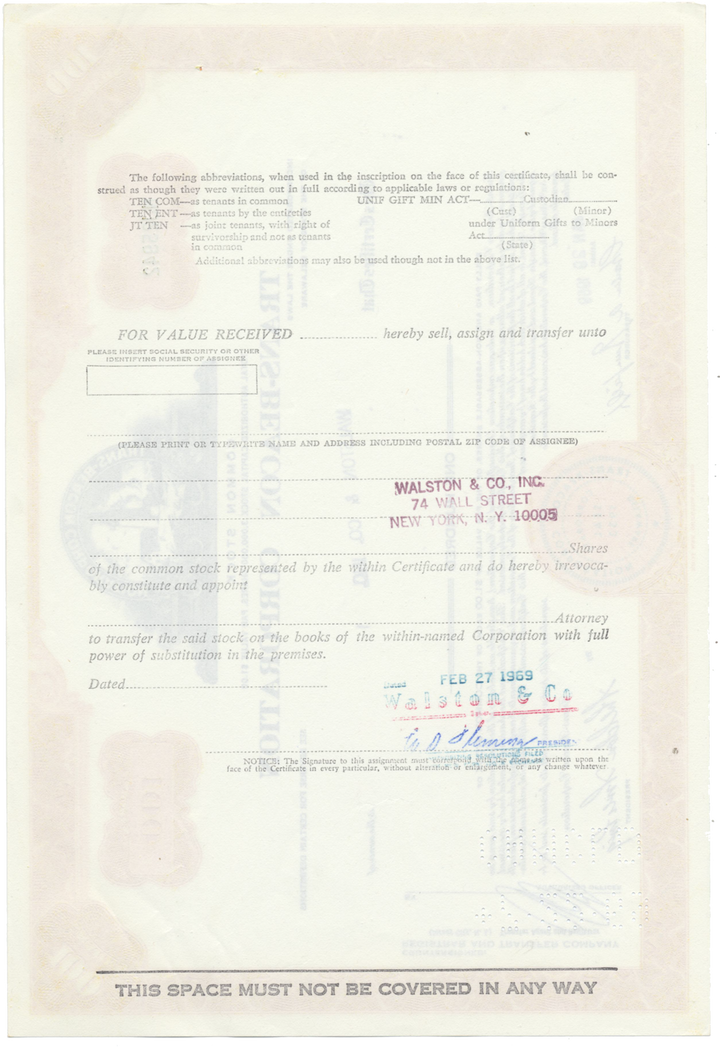 The following abbreviations, when used in the inscription on the face of this certificate, shall be con-
strued as though they were written out in full according to applicable laws or regulations:
TEN COM—as tenants in common UNIF GIFT MIN ACT—.............Custodian.............
TEN ENT —as tenants by the entireties (Cust) (Minor)
JT TEN —as joint tenants, with right of under Uniform Gifts to Minors
survivorship and not as tenants Act....................
in common (State)
Additional abbreviations may also be used though not in the above list.
FOR VALUE RECEIVED .................... hereby sell, assign and transfer unto
PLEASE INSERT SOCIAL SECURITY OR OTHER
IDENTIFYING NUMBER OF ASSIGNEE
(PLEASE PRINT OR TYPEWRITE NAME AND ADDRESS INCLUDING POSTAL ZIP CODE OF ASSIGNEE)
WALSTON & CO., INC.
74 WALL STREET
NEW YORK, N. Y. 10005
Shares
of the common stock represented by the within Certificate and do hereby irrevoca-
bly constitute and appoint
Attorney
to transfer the said stock on the books of the within-named Corporation with full
power of substitution in the premises.
Dated
Dated FEB 27 1969
Walston & Co
Inc.
Fleming PRESIDEN
NOTICE: The Signature to this assignment must correspond with the name as written upon the
face of the Certificate in every particular, without alteration or enlargement, or any change whatever
THIS SPACE MUST NOT BE COVERED IN ANY WAY